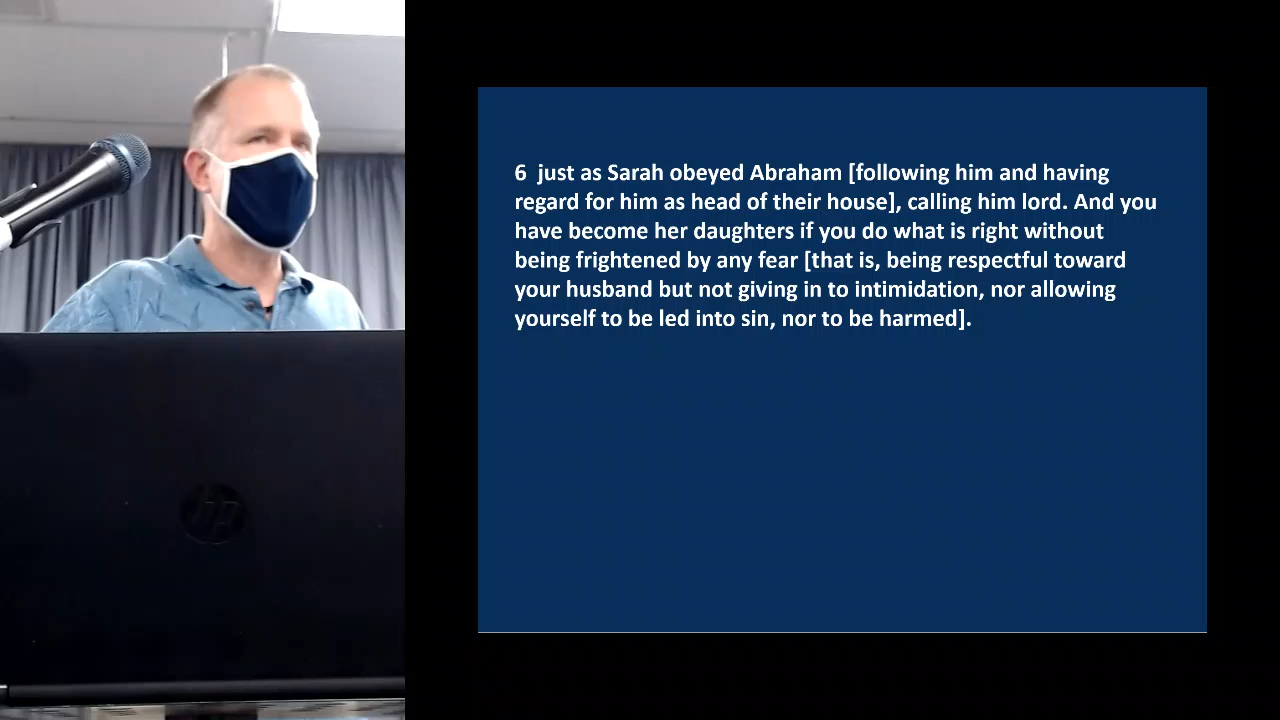 6  just as Sarah obeyed Abraham [following him and having
regard for him as head of their house], calling him lord. And you
have become her daughters if you do what is right without
being frightened by any fear [that is, being respectful toward
your husband but not giving in to intimidation, nor allowing
yourself to be led into sin, nor to be harmed].
hp